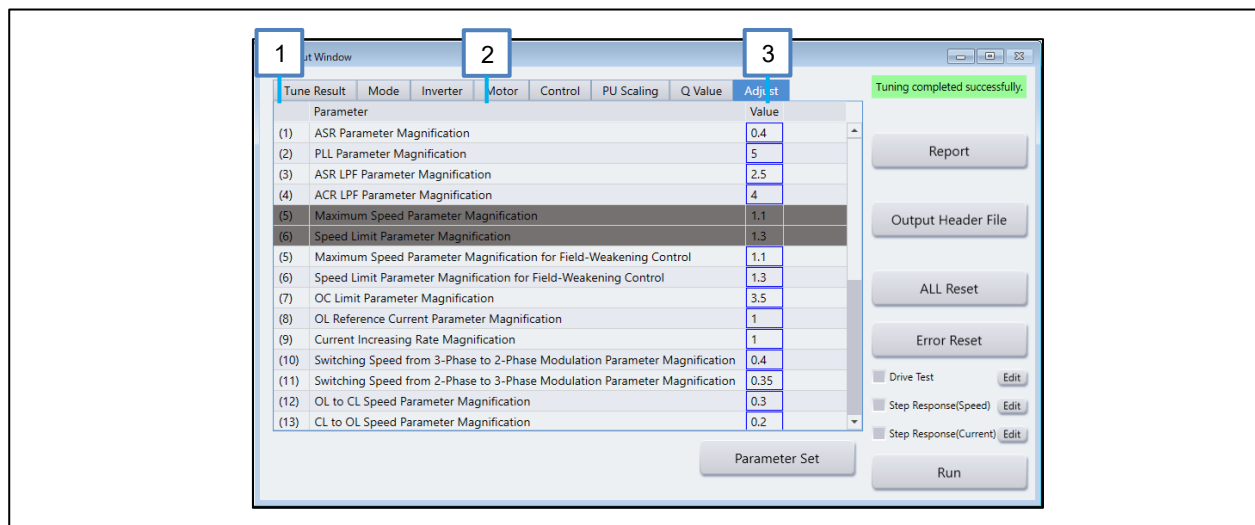 1
2
3
ut Window
Tune Result Mode Inverter Motor Control PU Scaling Q Value Adjust
Tuning completed successfully.
Parameter Value
(1) ASR Parameter Magnification 0.4
(2) PLL Parameter Magnification 5
(3) ASR LPF Parameter Magnification 2.5
(4) ACR LPF Parameter Magnification 4
(5) Maximum Speed Parameter Magnification 1.1
(6) Speed Limit Parameter Magnification 1.3
(5) Maximum Speed Parameter Magnification for Field-Weakening Control 1.1
(6) Speed Limit Parameter Magnification for Field-Weakening Control 1.3
(7) OC Limit Parameter Magnification 3.5
(8) OL Reference Current Parameter Magnification 1
(9) Current Increasing Rate Magnification 1
(10) Switching Speed from 3-Phase to 2-Phase Modulation Parameter Magnification 0.4
(11) Switching Speed from 2-Phase to 3-Phase Modulation Parameter Magnification 0.35
(12) OL to CL Speed Parameter Magnification 0.3
(13) CL to OL Speed Parameter Magnification 0.2
Parameter Set
Report
Output Header File
ALL Reset
Error Reset
Drive Test Edit
Step Response(Speed) Edit
Step Response(Current) Edit
Run